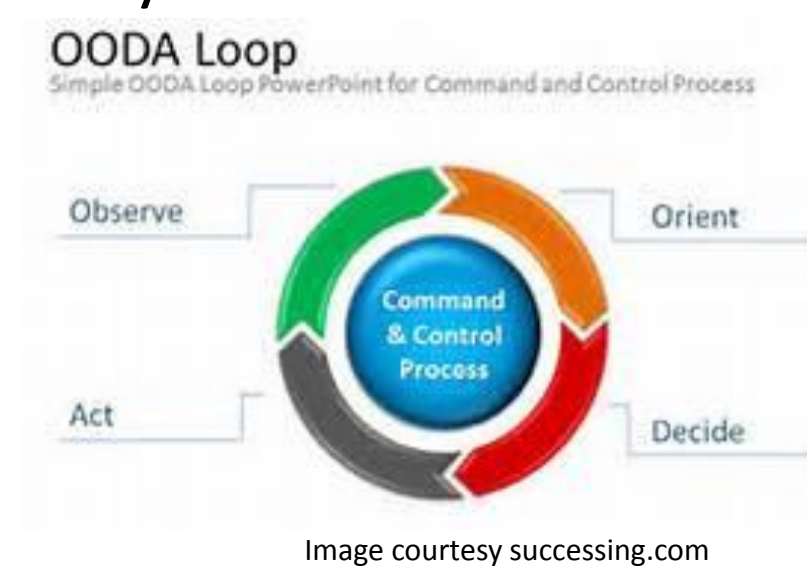 OODA Loop
Simple OODA Loop PowerPoint for Command and Control Process
Observe
Orient
Command
& Control
Process
Act
Decide
Image courtesy successing.com